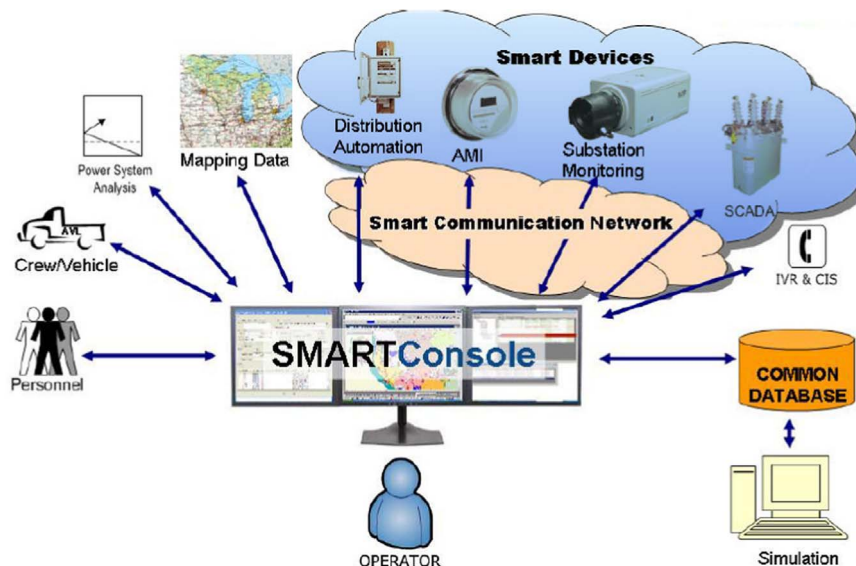 Smart Devices
Distribution
Automation
AMI
Substation
Monitoring
SCADA
Mapping Data
Power System
Analysis
Smart Communication Network
AVL
Crew/Vehicle
IVR & CIS
Personnel
SMARTConsole
COMMON
DATABASE
OPERATOR
Simulation